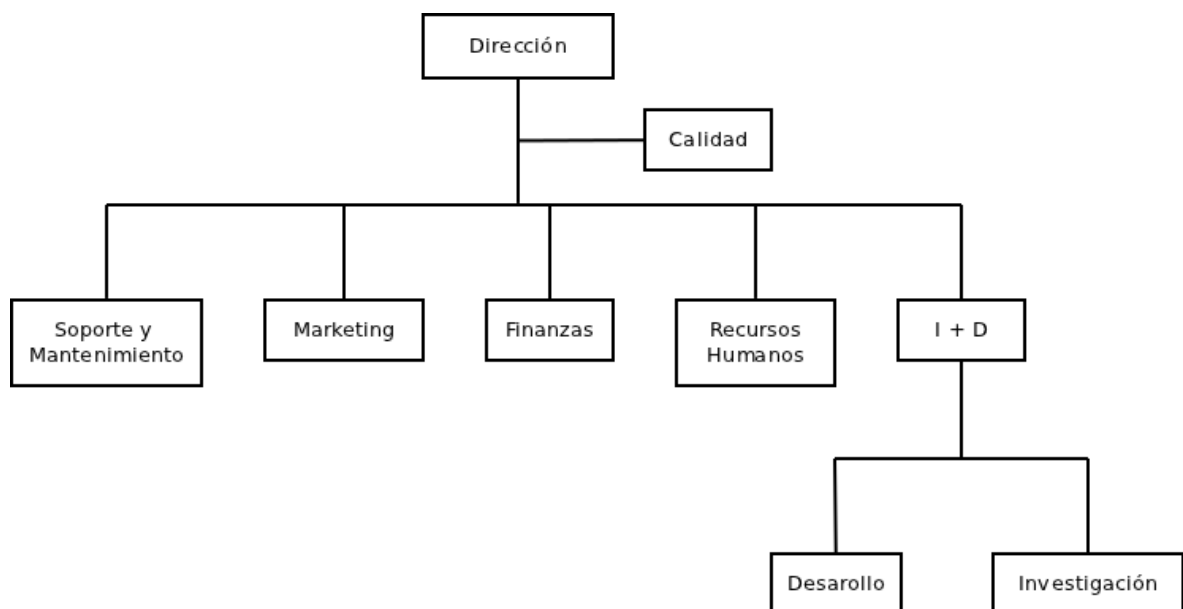 Dirección
Calidad
Soporte y
Mantenimiento
Marketing
Finanzas
Recursos
Humanos
I + D
Desarollo
Investigación